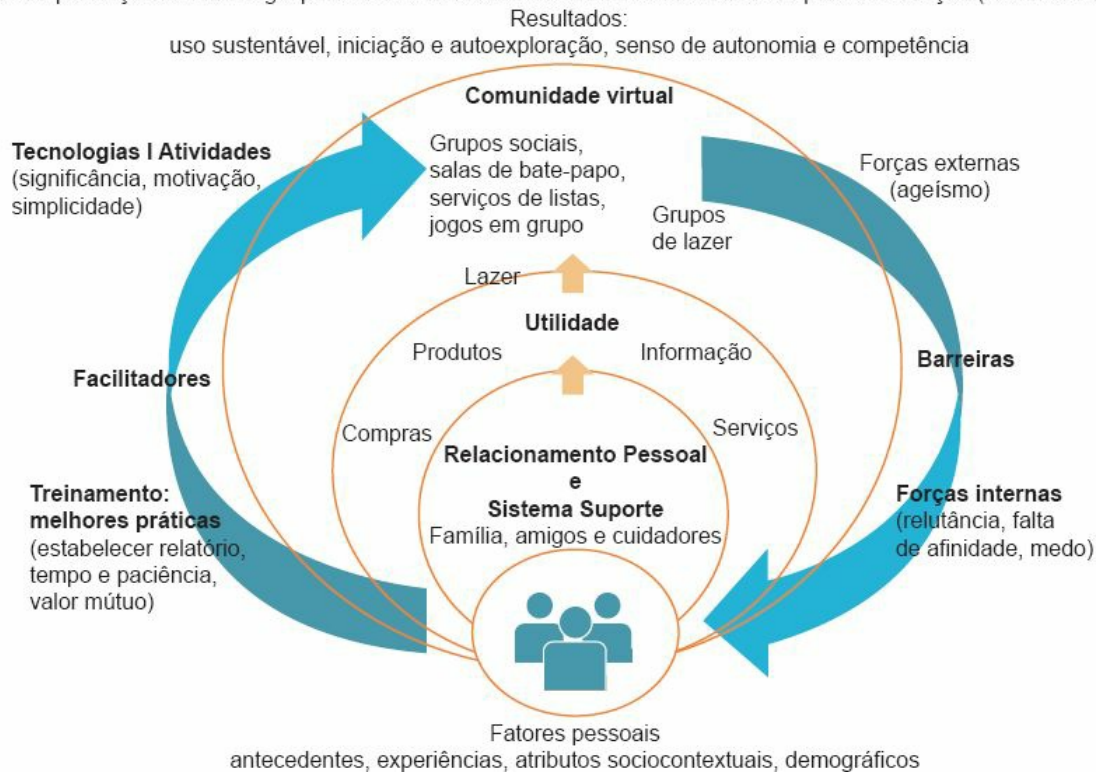 Resultados:
uso sustentável, iniciação e autoexploração, senso de autonomia e competência
Comunidade virtual
Tecnologias I Atividades
(significância, motivação,
simplicidade)
Grupos sociais,
salas de bate-papo,
serviços de listas,
jogos em grupo
Forças externas
(ageísmo)
Grupos
de lazer
Lazer
Utilidade
Produtos
Informação
Facilitadores
Barreiras
Compras
Serviços
Relacionamento Pessoal
e
Sistema Suporte
Família, amigos e cuidadores
Treinamento:
melhores práticas
(estabelecer relatório,
tempo e paciência,
valor mútuo)
Forças internas
(relutância, falta
de afinidade, medo)
Fatores pessoais
antecedentes, experiências, atributos sociocontextuais, demográficos